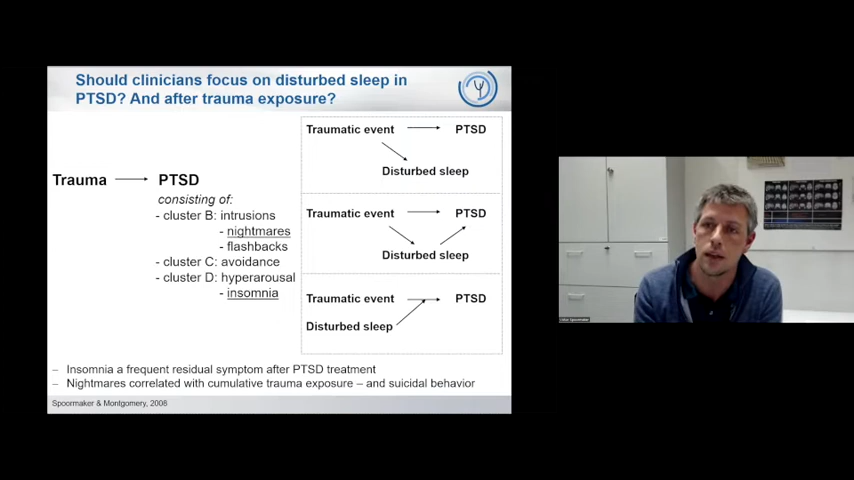 Should clinicians focus on disturbed sleep in
PTSD? And after trauma exposure?
Trauma → PTSD
consisting of:
- cluster B: intrusions
- nightmares
- flashbacks
- cluster C: avoidance
- cluster D: hyperarousal
- insomnia
Traumatic event → PTSD
Disturbed sleep
Traumatic event → PTSD
Disturbed sleep
Traumatic event → PTSD
Disturbed sleep
– Insomnia a frequent residual symptom after PTSD treatment
– Nightmares correlated with cumulative trauma exposure – and suicidal behavior
Spoormaker & Montgomery, 2008
Spoormaker